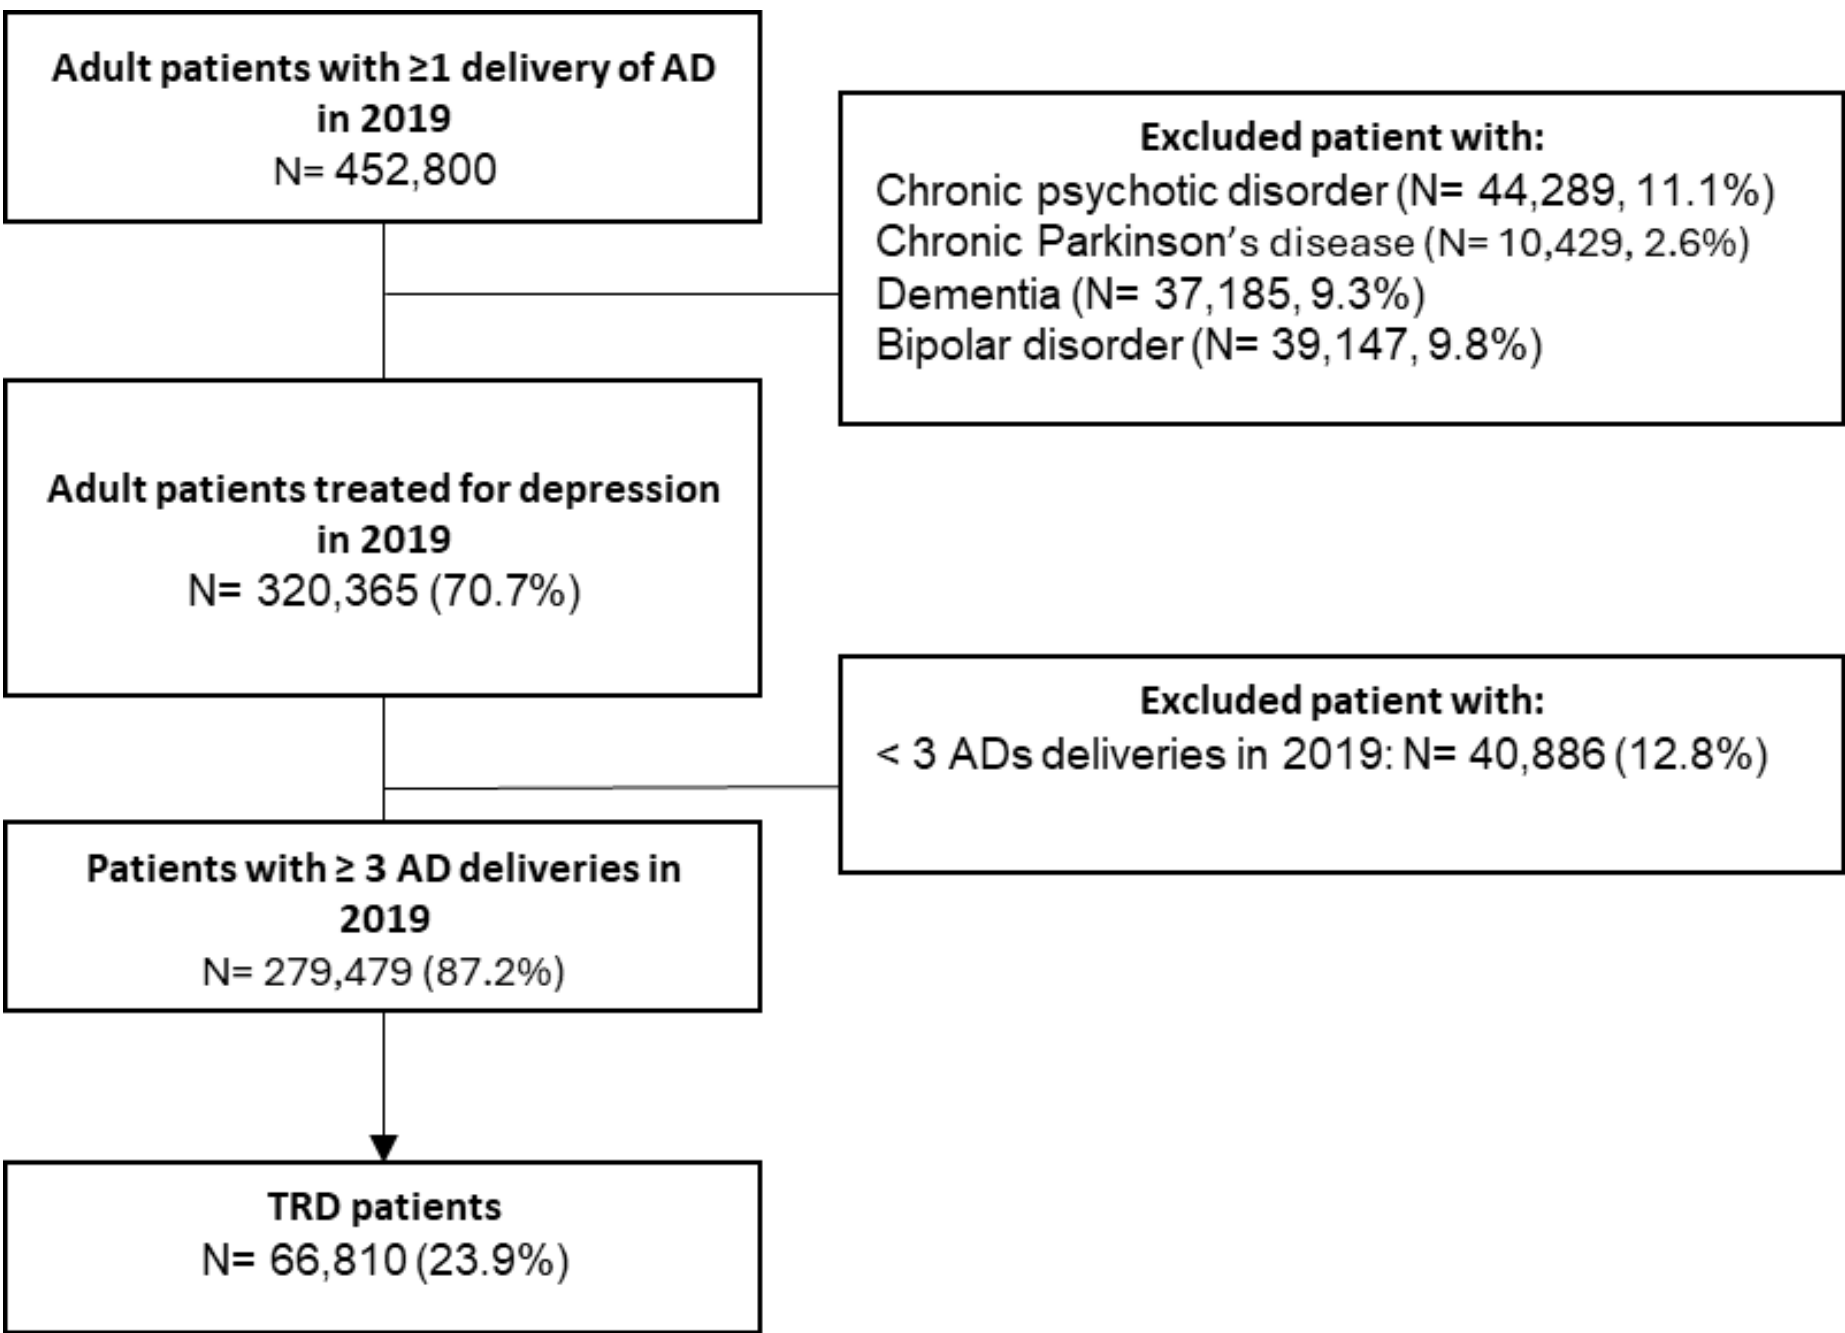 Adult patients with ≥1 delivery of AD
in 2019
N= 452,800
Excluded patient with:
Chronic psychotic disorder (N= 44,289, 11.1%)
Chronic Parkinson’s disease (N= 10,429, 2.6%)
Dementia (N= 37,185, 9.3%)
Bipolar disorder (N= 39,147, 9.8%)
Adult patients treated for depression
in 2019
N= 320,365 (70.7%)
Excluded patient with:
< 3 ADs deliveries in 2019: N= 40,886 (12.8%)
Patients with ≥ 3 AD deliveries in
2019
N= 279,479 (87.2%)
TRD patients
N= 66,810 (23.9%)